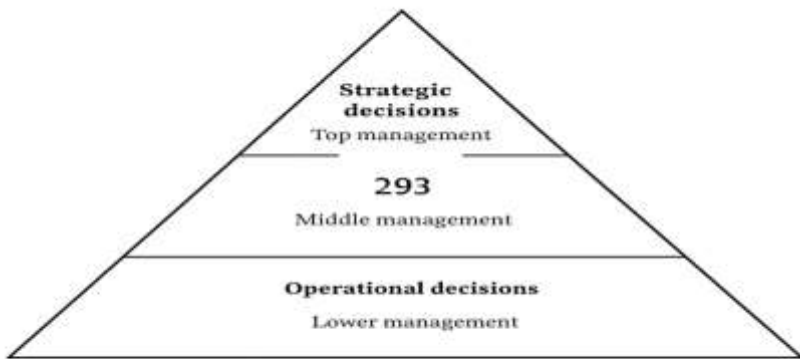 Strategic
decisions
Top management
293
Middle management
Operational decisions
Lower management